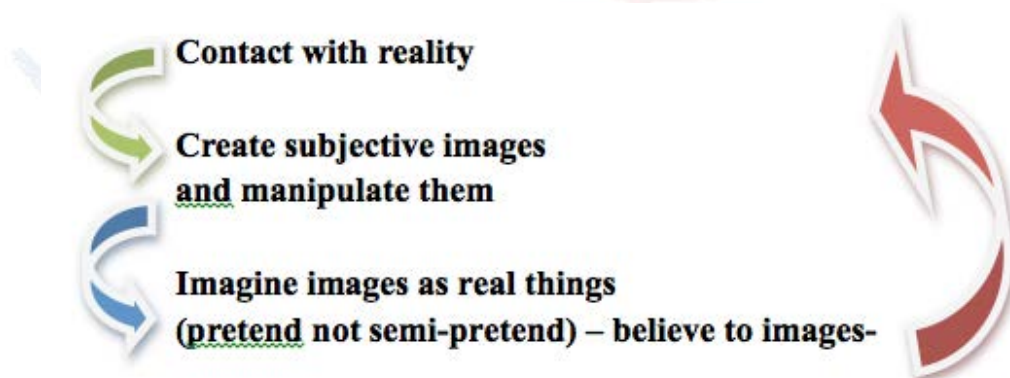 Contact with reality
Create subjective images
and manipulate them
Imagine images as real things
(pretend not semi-pretend) – believe to images-